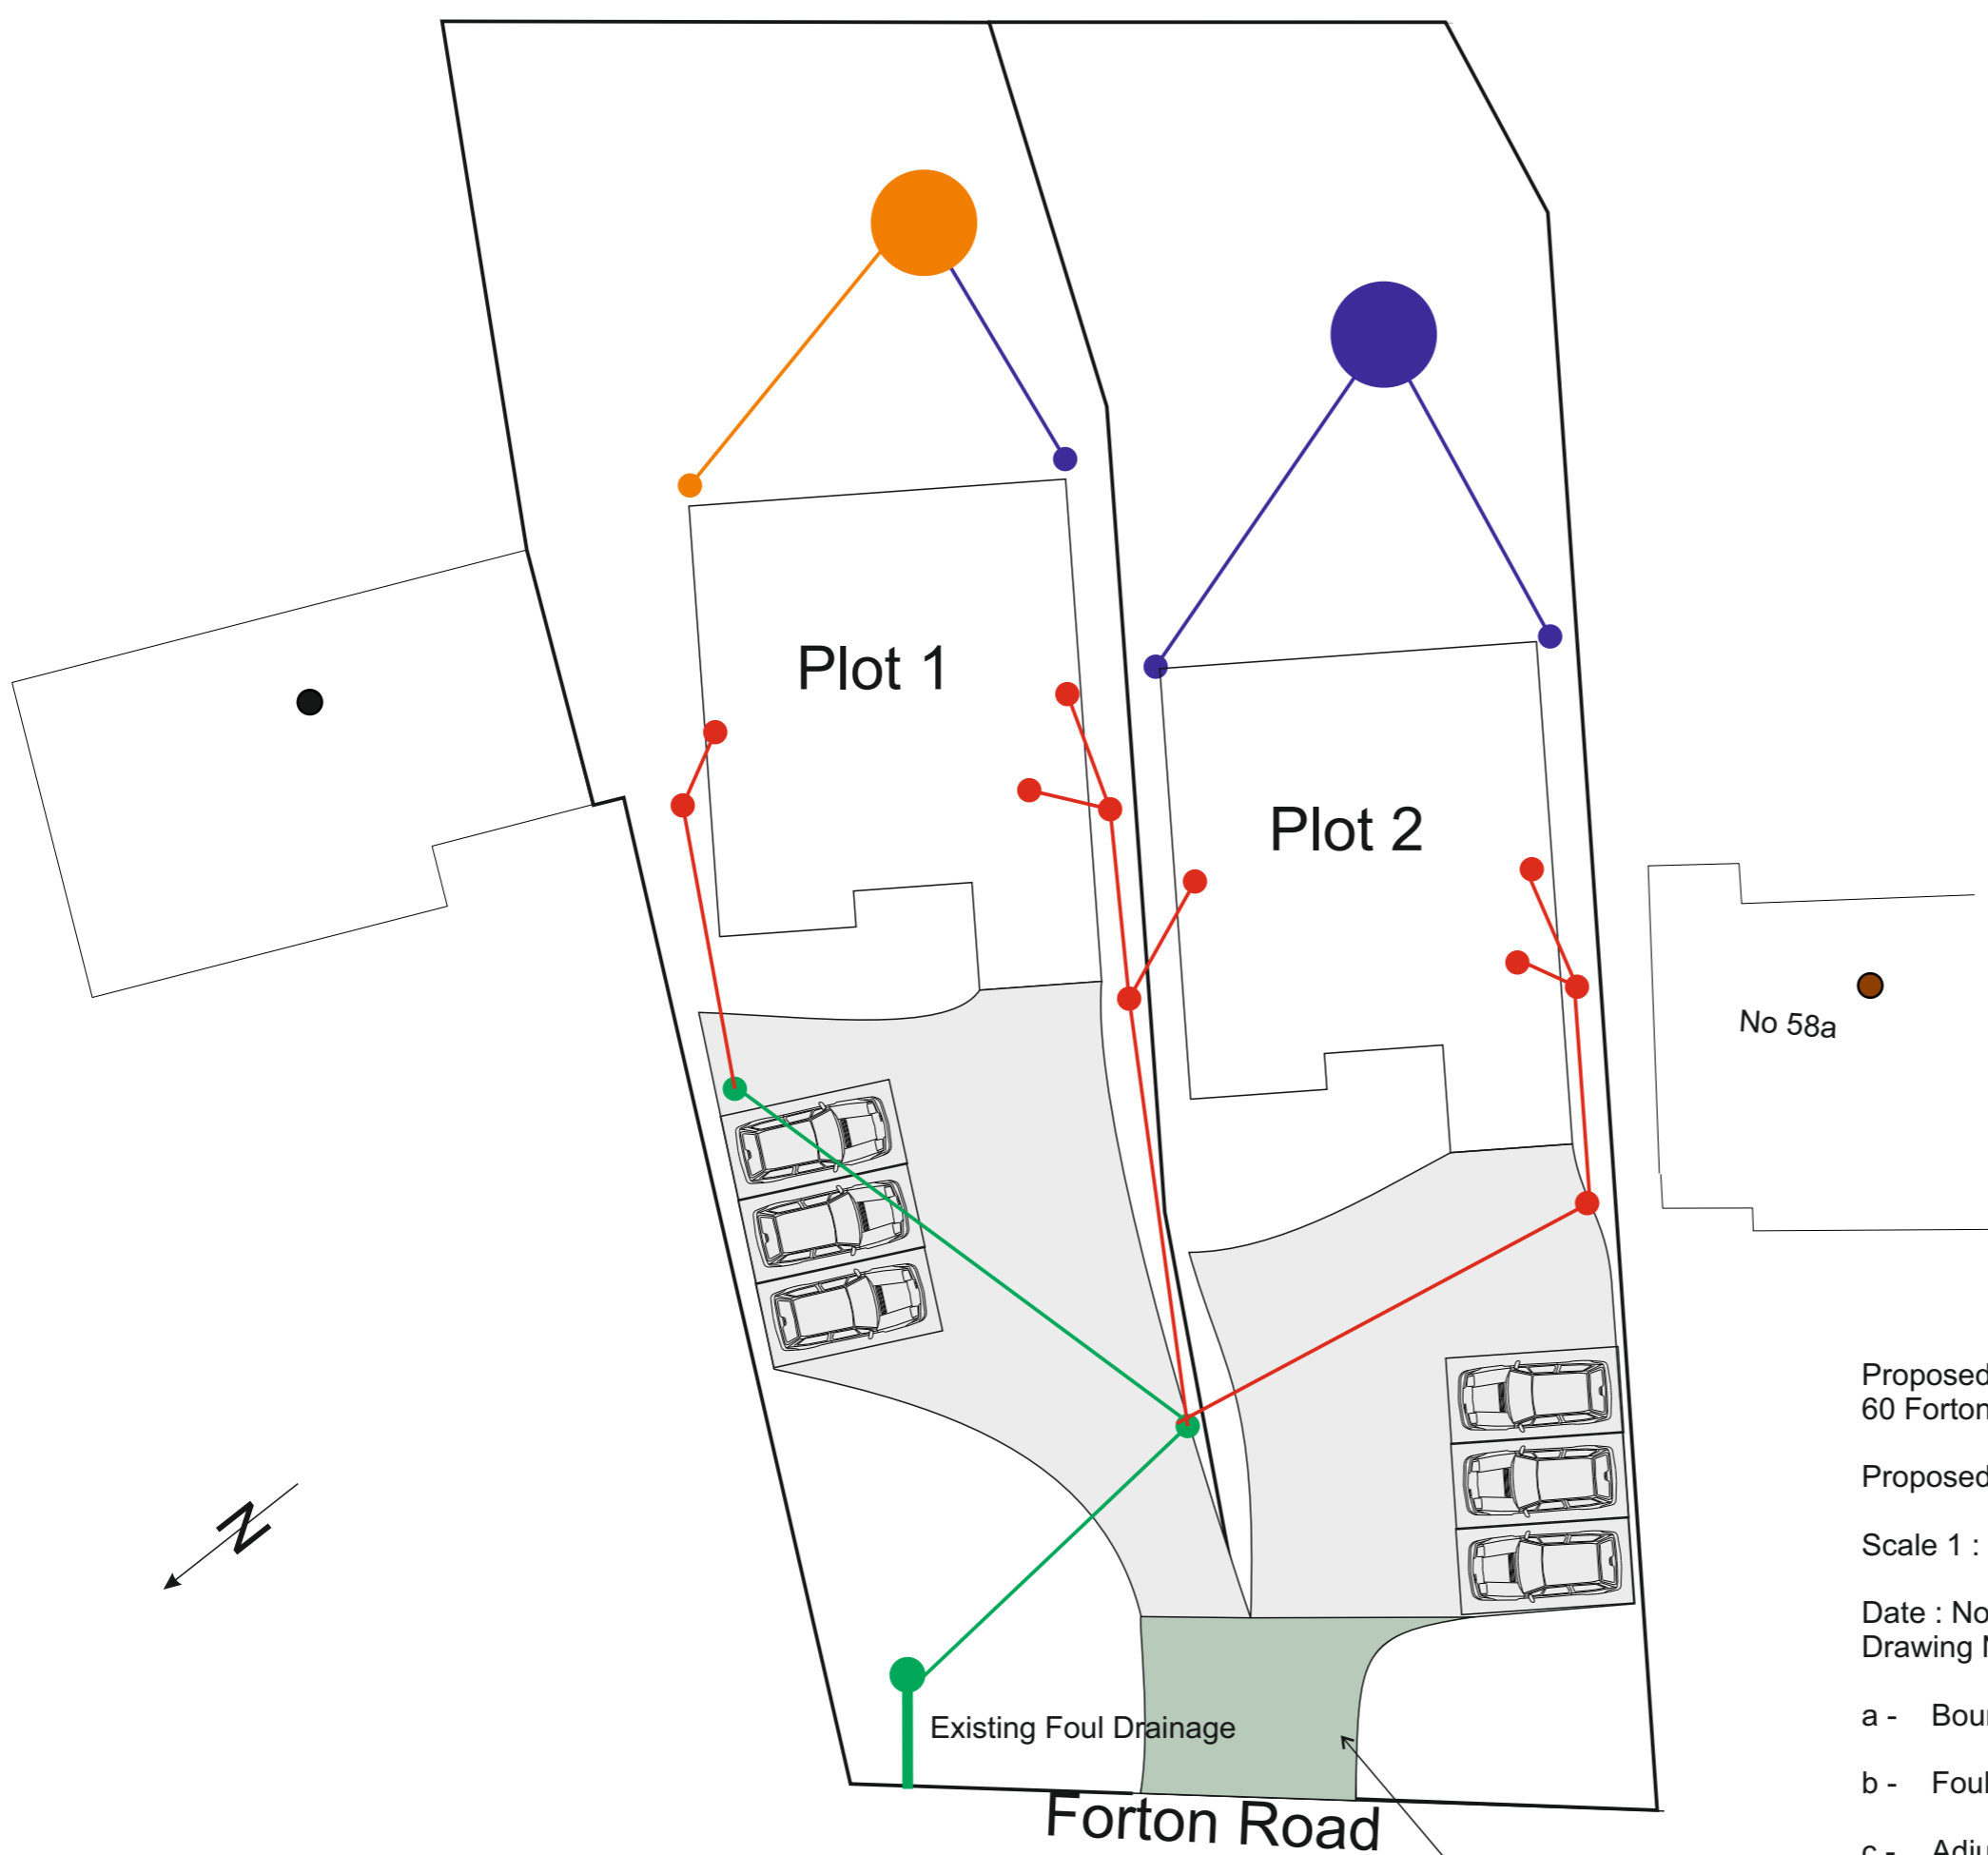 Plot 1
Plot 2
No 58a
N
Existing Foul Drainage
Forton Road
Proposed
60 Forton
Proposed
Scale 1 :
Date : No
Drawing
a -
b - Foul
c -